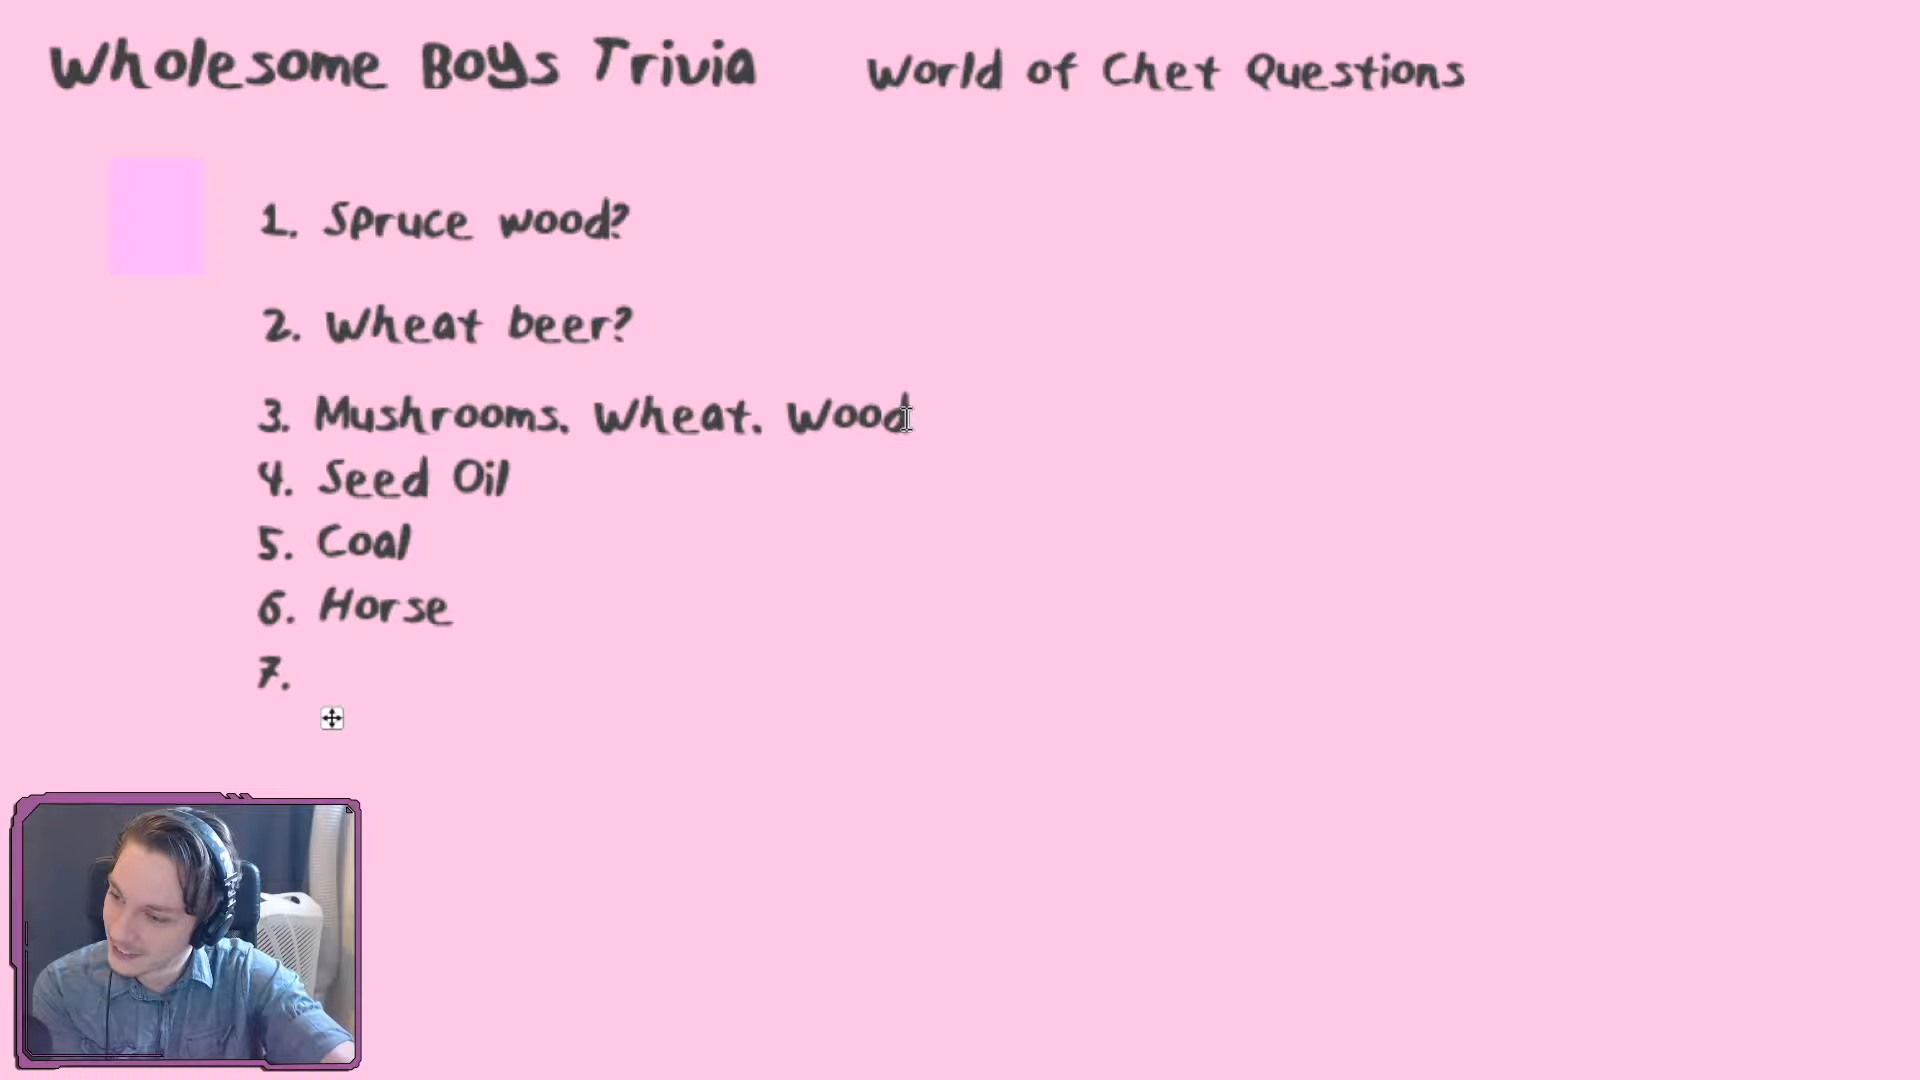 Wholesome Boys Trivia World of Chet Questions
1. Spruce wood?
2. Wheat beer?
3. Mushrooms. Wheat. Wood
4. Seed Oil
5. Coal
6. Horse
7.